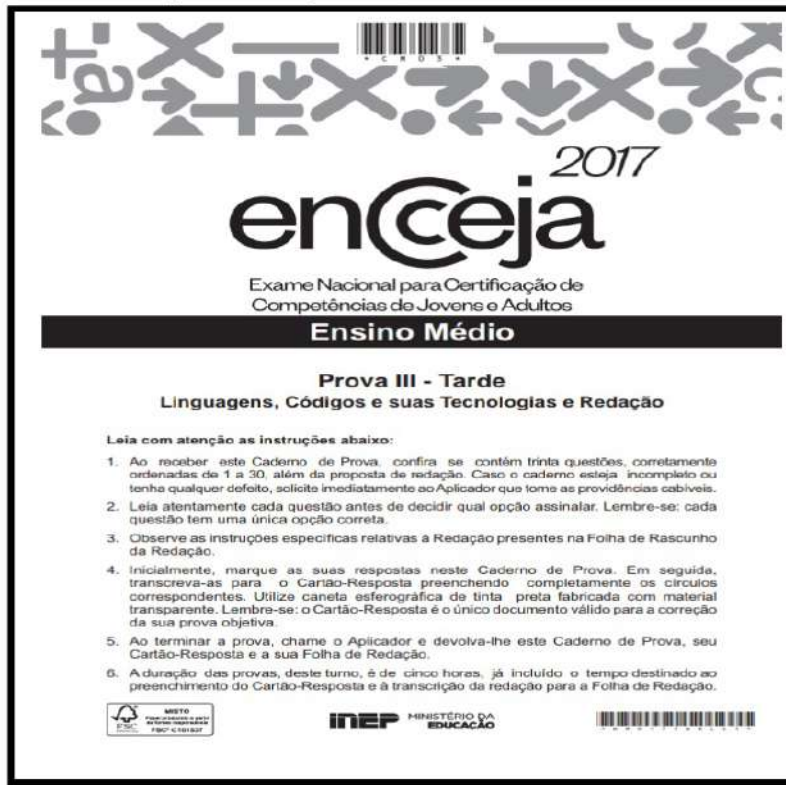 *CRD3*
2017
encceja
Exame Nacional para Certificação de
Competências de Jovens e Adultos
Ensino Médio
Prova III - Tarde
Linguagens, Códigos e suas Tecnologias e Redação
Leia com atenção as instruções abaixo:
1. Ao receber este Caderno de Prova, confira se contém trinta questões, corretamente
ordenadas de 1 a 30, além da proposta de redação. Caso o caderno esteja incompleto ou
tenha qualquer defeito, solicite imediatamente ao Aplicador que tome as providências cabíveis.
2. Leia atentamente cada questão antes de decidir qual opção assinalar. Lembre-se: cada
questão tem uma única opção correta.
3. Observe as instruções específicas relativas à Redação presentes na Folha de Rascunho
da Redação.
4. Inicialmente, marque as suas respostas neste Caderno de Prova. Em seguida,
transcreva-as para o Cartão-Resposta preenchendo completamente os círculos
correspondentes. Utilize caneta esferográfica de tinta preta fabricada com material
transparente. Lembre-se: o Cartão-Resposta é o único documento válido para a correção
da sua prova objetiva.
5. Ao terminar a prova, chame o Aplicador e devolva-lhe este Caderno de Prova, seu
Cartão-Resposta e a sua Folha de Redação.
6. A duração das provas, deste turno, é de cinco horas, já incluído o tempo destinado ao
preenchimento do Cartão-Resposta e à transcrição da redação para a Folha de Redação.
FSC
MISTO
INEP
MINISTÉRIO DA
EDUCAÇÃO